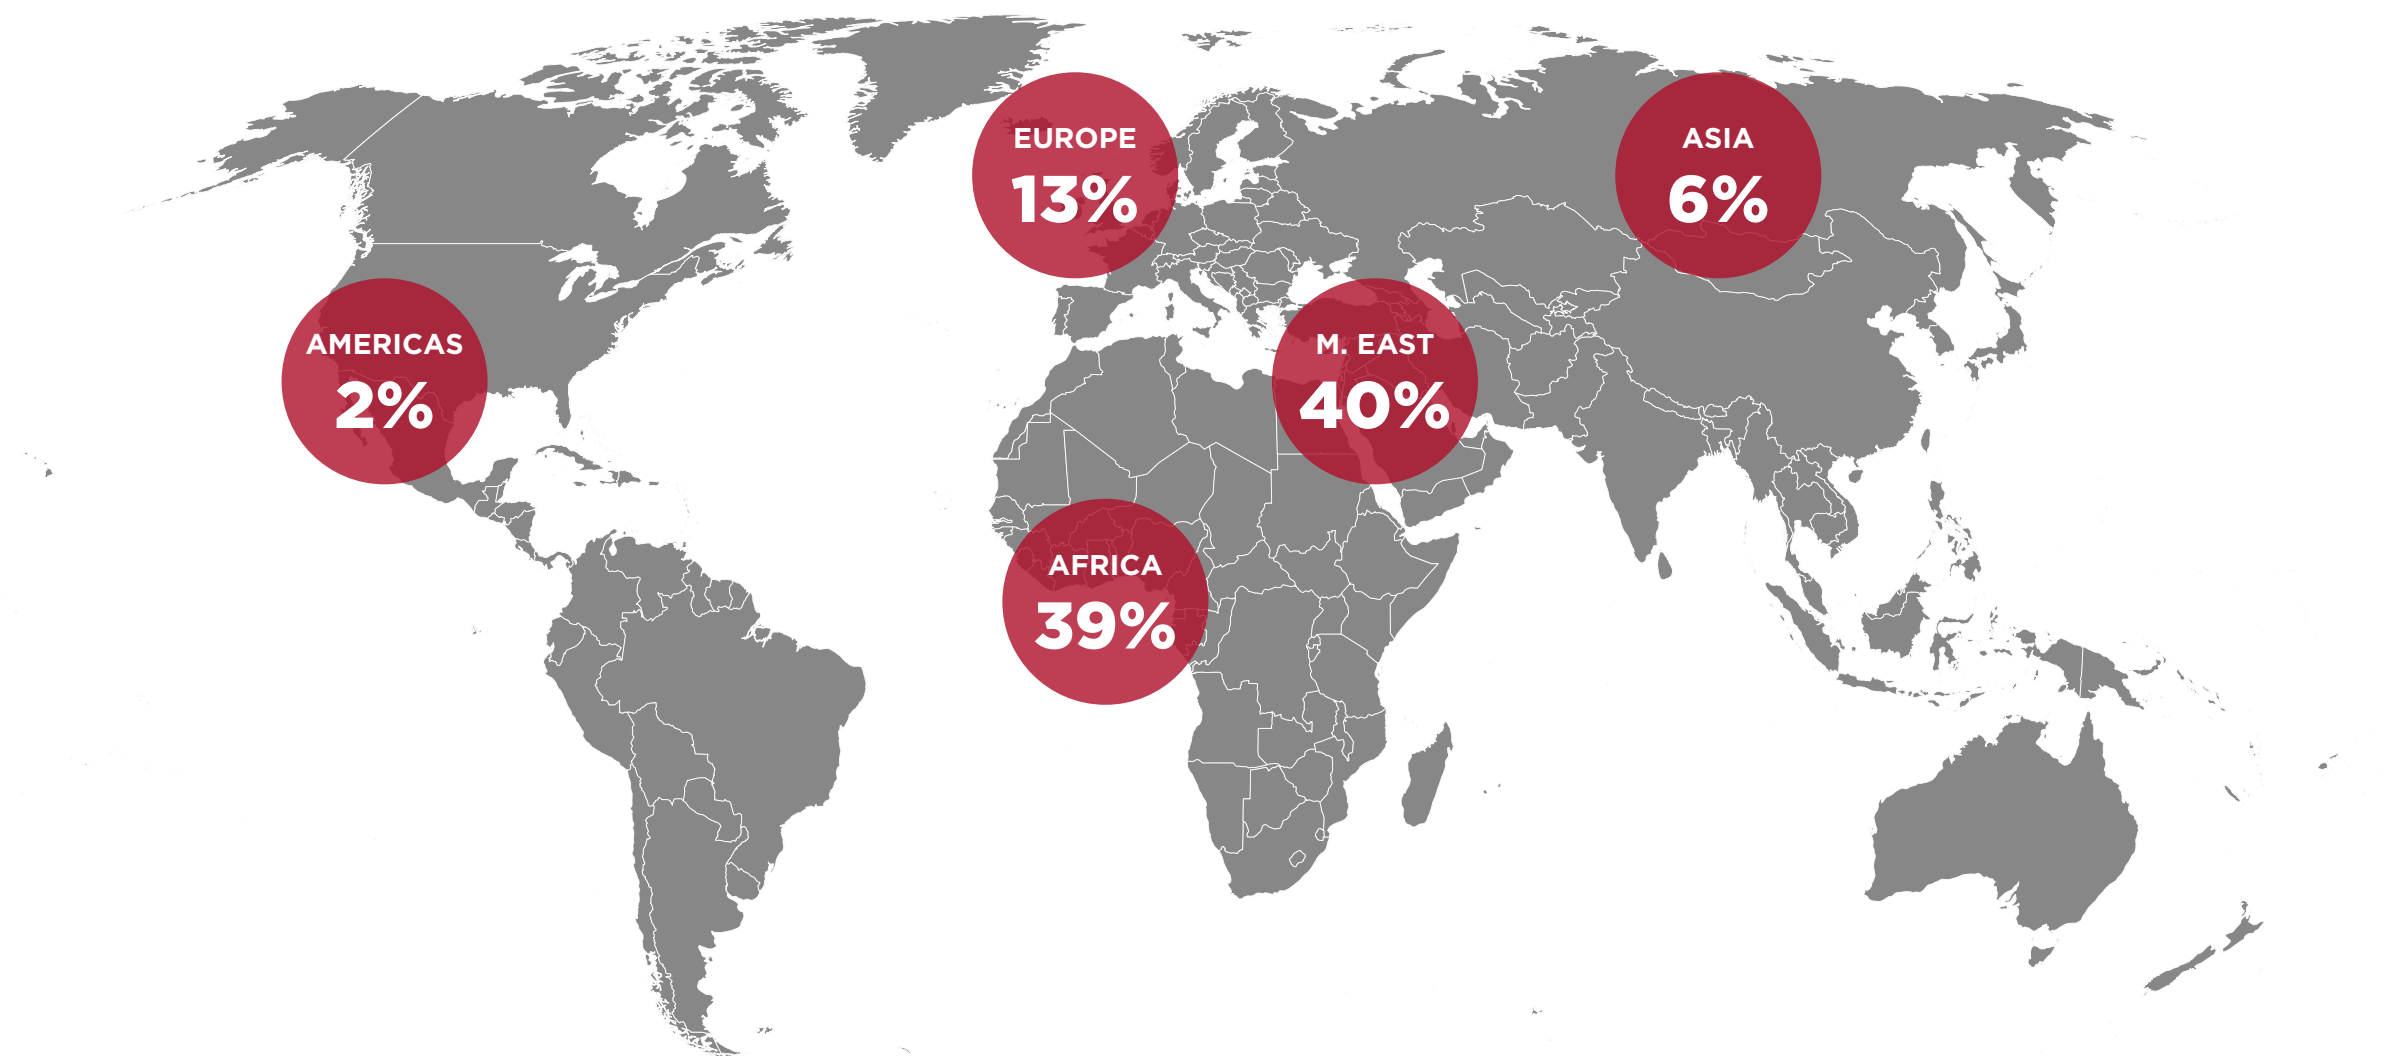 EUROPE
13%
ASIA
6%
AMERICAS
2%
M. EAST
40%
AFRICA
39%